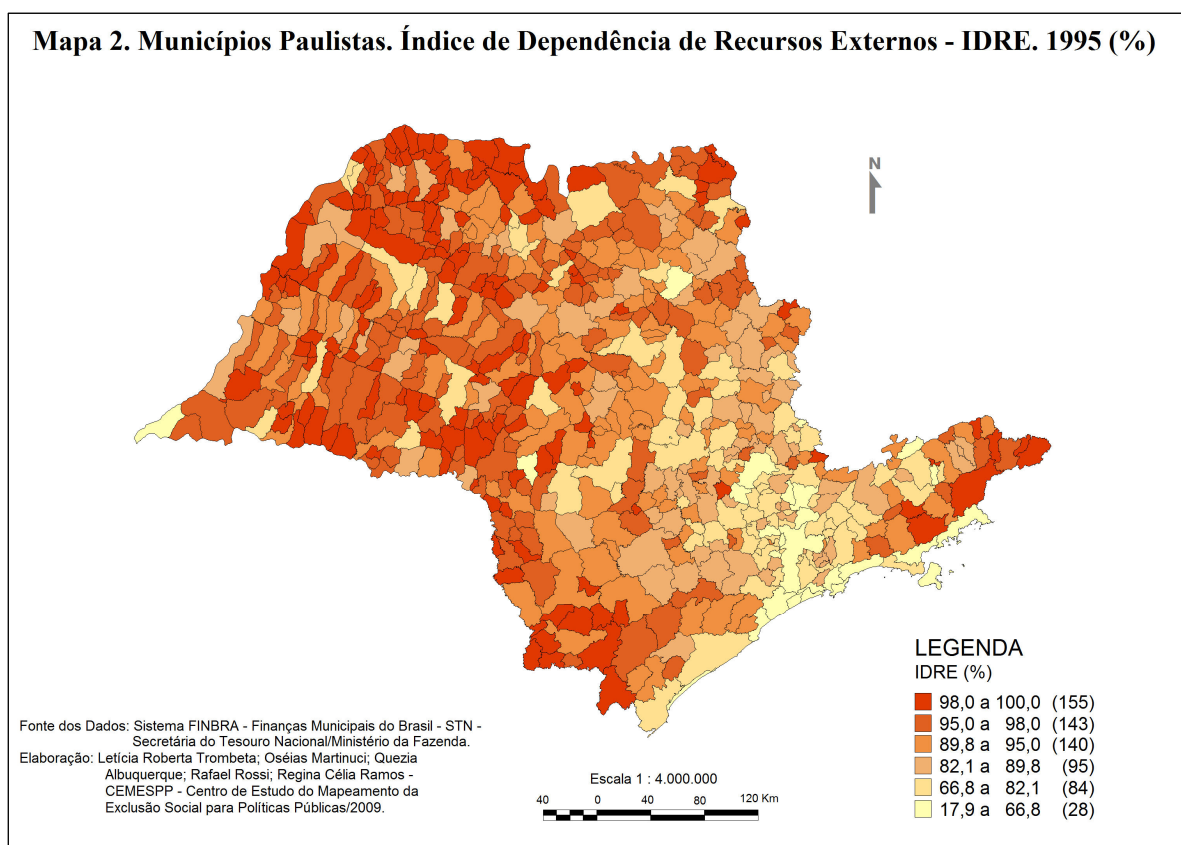 Mapa 2. Municípios Paulistas. Índice de Dependência de Recursos Externos - IDRE. 1995 (%)
N
LEGENDA
IDRE (%)
98,0 a 100,0 (155)
95,0 a 98,0 (143)
89,8 a 95,0 (140)
82,1 a 89,8 (95)
66,8 a 82,1 (84)
17,9 a 66,8 (28)
Fonte dos Dados: Sistema FINBRA - Finanças Municipais do Brasil - STN -
Secretária do Tesouro Nacional/Ministério da Fazenda.
Elaboração: Letícia Roberta Trombeta; Oséias Martinuci; Quezia
Albuquerque; Rafael Rossi; Regina Célia Ramos -
CEMESPP - Centro de Estudo do Mapeamento da
Exclusão Social para Políticas Públicas/2009.
Escala 1 : 4.000.000
40 0 40 80 120 Km